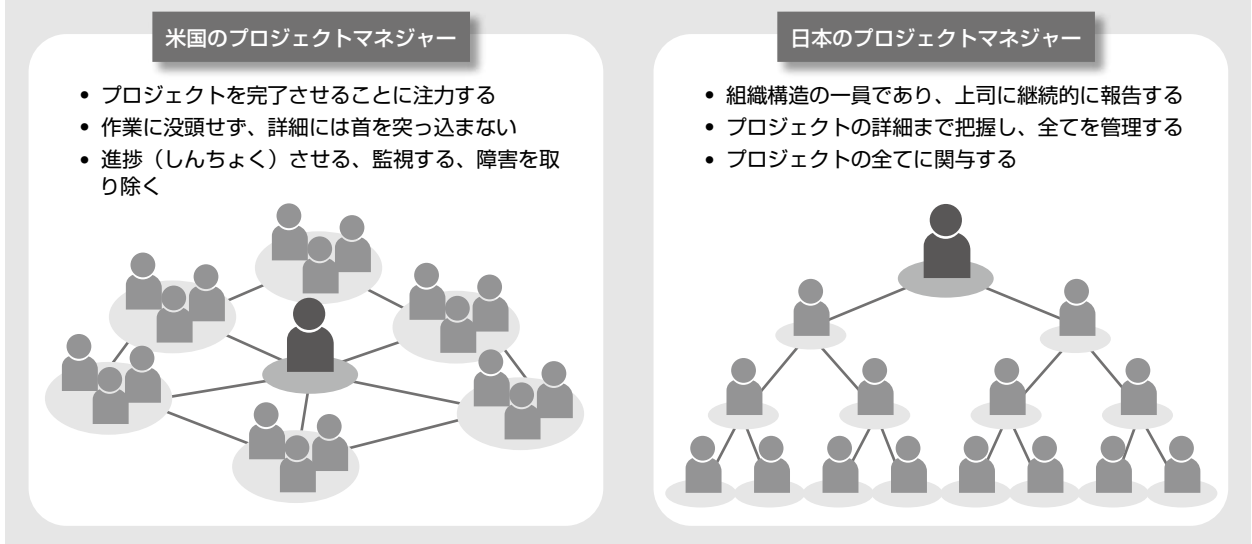 米国のプロジェクトマネジャー
• プロジェクトを完了させることに注力する
• 作業に没頭せず、詳細には首を突っ込まない
• 進捗（しんちょく）させる、監視する、障害を取
り除く
日本のプロジェクトマネジャー
• 組織構造の一員であり、上司に継続的に報告する
• プロジェクトの詳細まで把握し、全てを管理する
• プロジェクトの全てに関与する